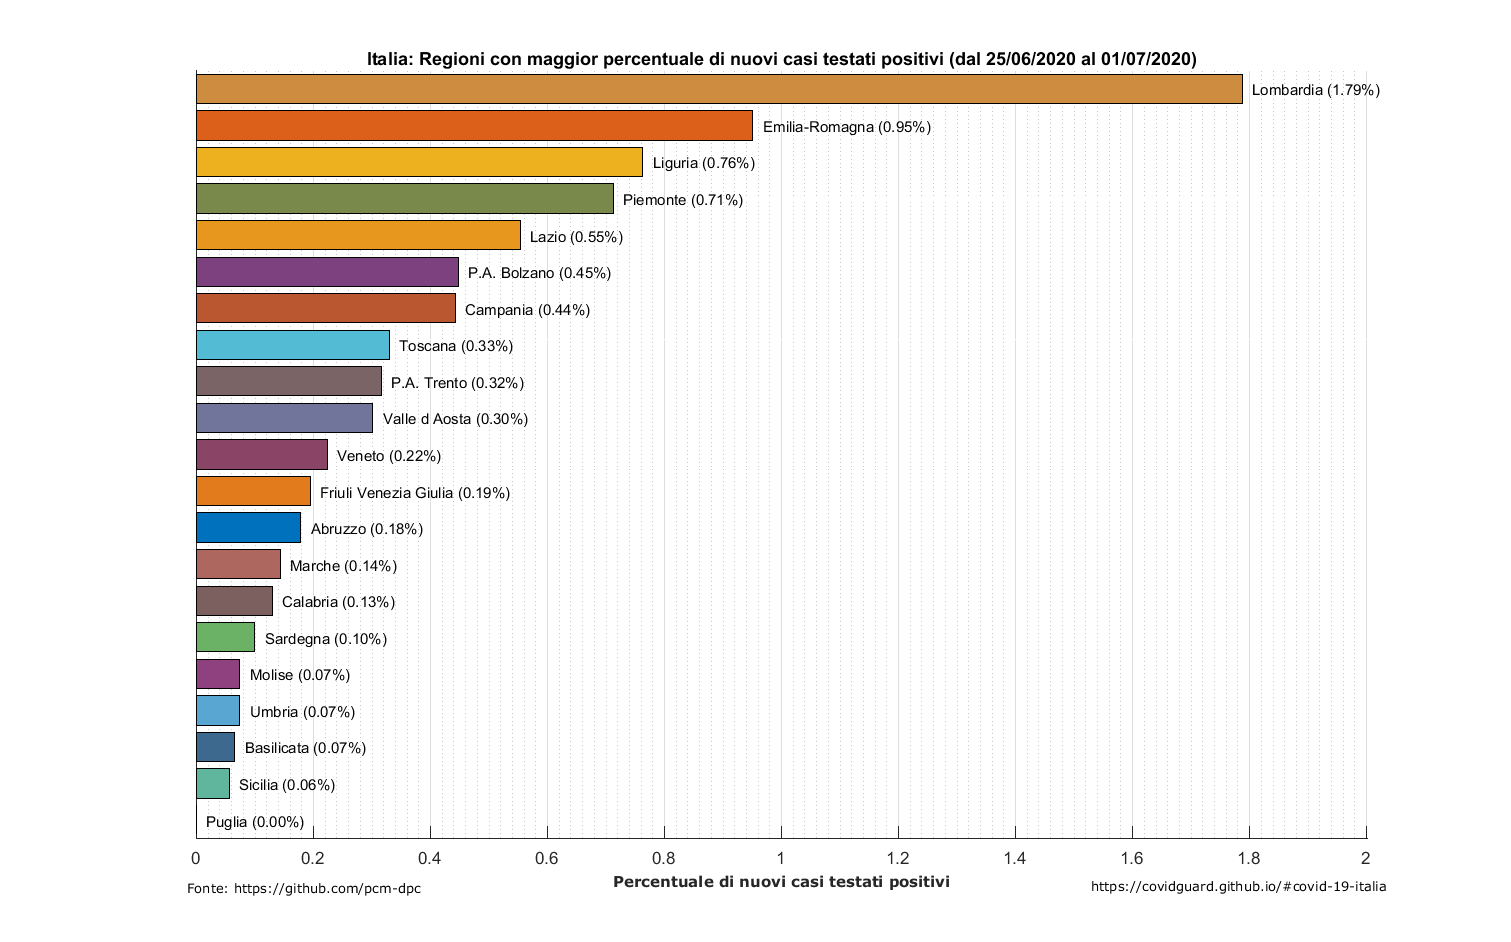 Italia: Regioni con maggior percentuale di nuovi casi testati positivi (dal 25/06/2020 al 01/07/2020)
Lombardia (1.79%)
Emilia-Romagna (0.95%)
Liguria (0.76%)
Piemonte (0.71%)
Lazio (0.55%)
P.A. Bolzano (0.45%)
Campania (0.44%)
Toscana (0.33%)
P.A. Trento (0.32%)
Valle d Aosta (0.30%)
Veneto (0.22%)
Friuli Venezia Giulia (0.19%)
Abruzzo (0.18%)
Marche (0.14%)
Calabria (0.13%)
Sardegna (0.10%)
Molise (0.07%)
Umbria (0.07%)
Basilicata (0.07%)
Sicilia (0.06%)
Puglia (0.00%)
0 0.2 0.4 0.6 0.8 1 1.2 1.4 1.6 1.8 2
Percentuale di nuovi casi testati positivi
Fonte: https://github.com/pcm-dpc
https://covidguard.github.io/#covid-19-italia